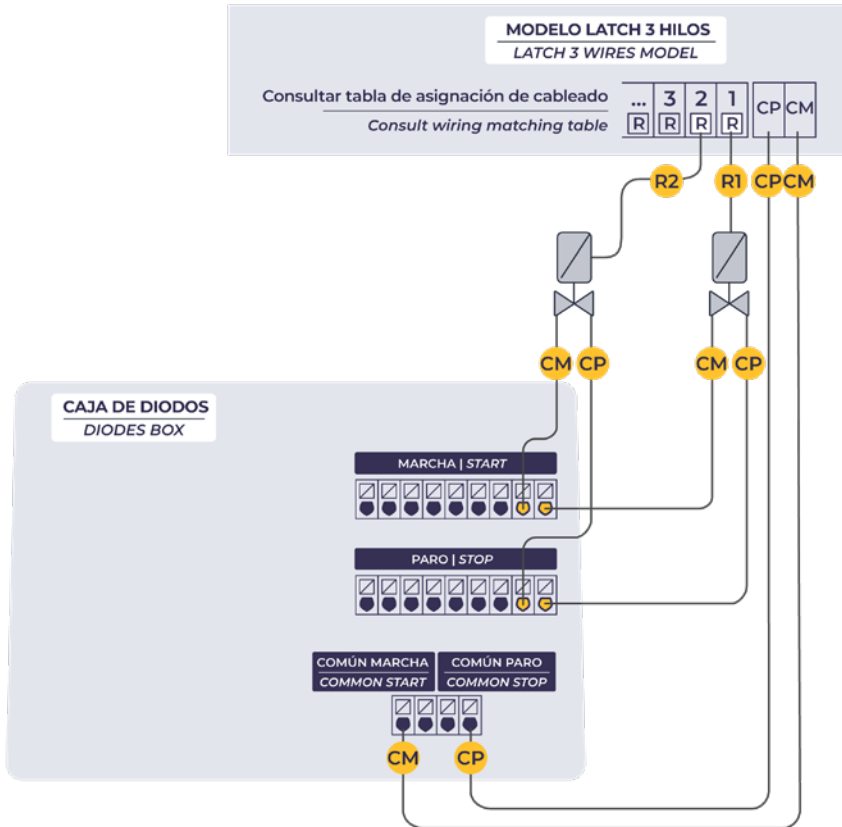 MODELO LATCH 3 HILOS
LATCH 3 WIRES MODEL
Consultar tabla de asignación de cableado
Consult wiring matching table
... 3 2 1 CP CM
R R R R
R2 R1 CP CM
CM CP CM CP
CAJA DE DIODOS
DIODES BOX
MARCHA | START
PARO | STOP
COMÚN MARCHA
COMMON START
COMÚN PARO
COMMON STOP
CM CP